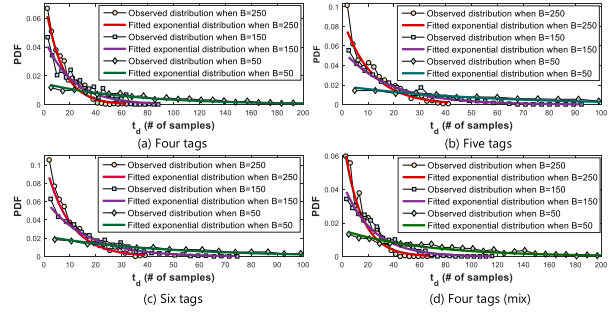 0.06
0.04
0.02
0
PDF
Observed distribution when B=250
Fitted exponential distribution when B=250
Observed distribution when B=150
Fitted exponential distribution when B=150
Observed distribution when B=50
Fitted exponential distribution when B=50
0 20 40 60 80 100 120 140 160 180 200
t_d (# of samples)
(a) Four tags
0.1
0.08
0.06
0.04
0.02
0
PDF
Observed distribution when B=250
Fitted exponential distribution when B=250
Observed distribution when B=150
Fitted exponential distribution when B=150
Observed distribution when B=50
Fitted exponential distribution when B=50
0 10 20 30 40 50 60 70 80 90 100
t_d (# of samples)
(b) Five tags
0.1
0.08
0.06
0.04
0.02
0
PDF
Observed distribution when B=250
Fitted exponential distribution when B=250
Observed distribution when B=150
Fitted exponential distribution when B=150
Observed distribution when B=50
Fitted exponential distribution when B=50
0 20 40 60 80 100
t_d (# of samples)
(c) Six tags
0.06
0.04
0.02
0
PDF
Observed distribution when B=250
Fitted exponential distribution when B=250
Observed distribution when B=150
Fitted exponential distribution when B=150
Observed distribution when B=50
Fitted exponential distribution when B=50
0 20 40 60 80 100 120 140 160 180 200
t_d (# of samples)
(d) Four tags (mix)